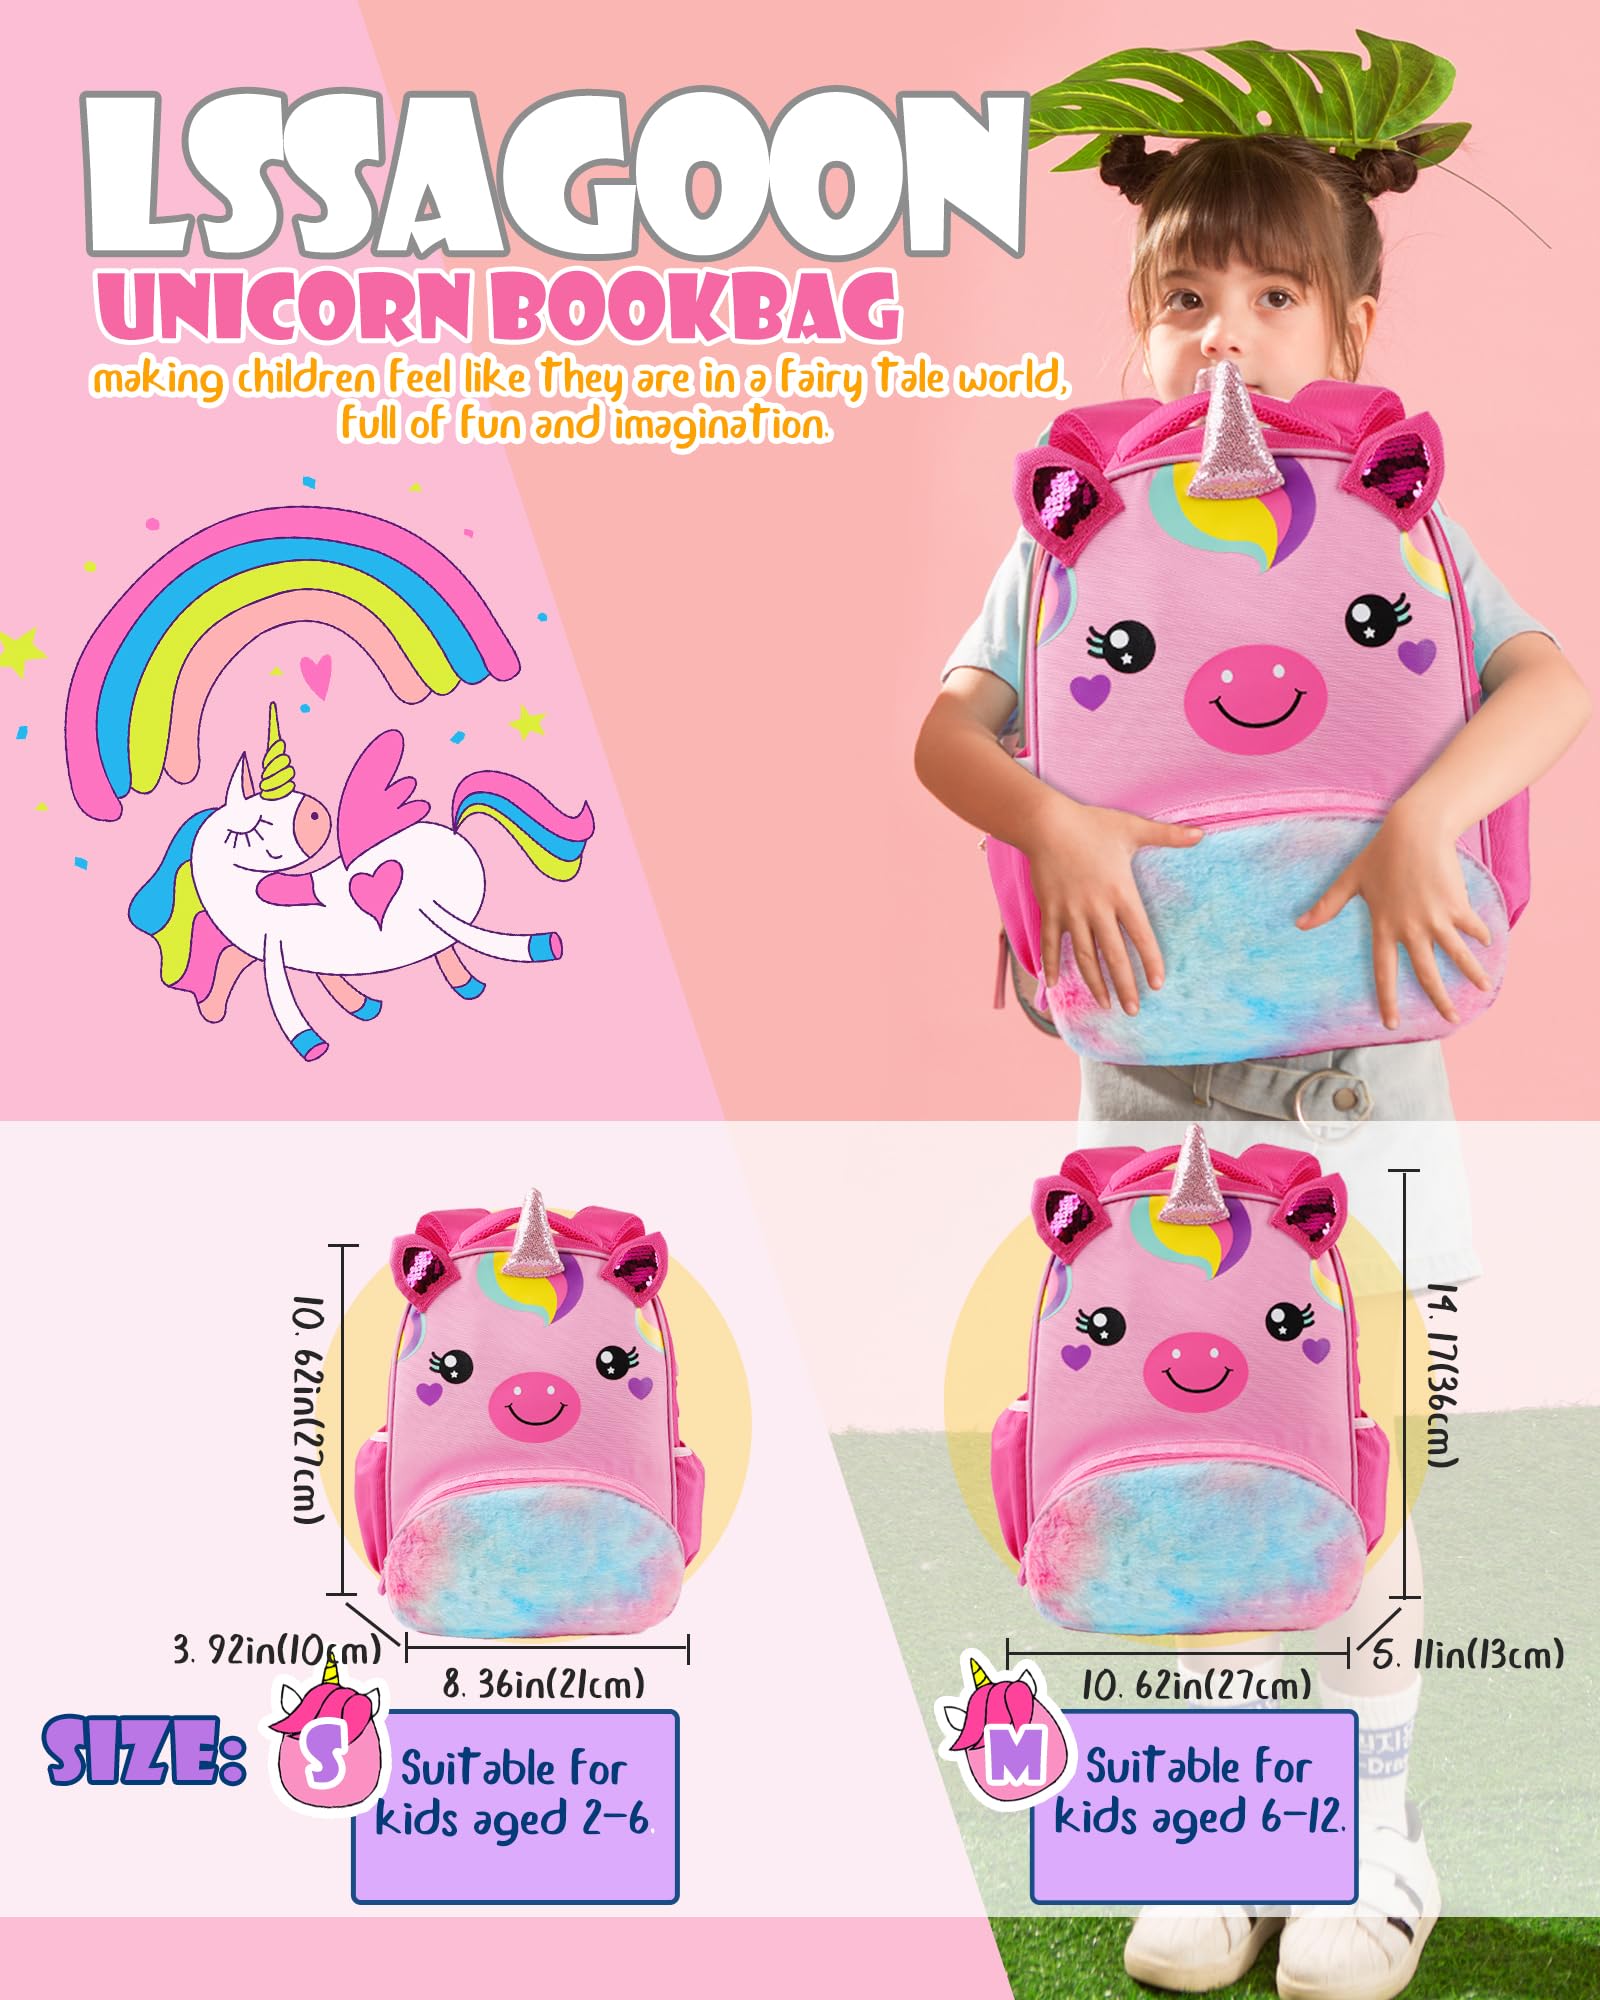 LSSAGOON
UNICORN BOOKBAG
making children feel like they are in a fairy tale world,
full of fun and imagination.
10. 62in(27cm)
14. 17(36cm)
3. 92in(10cm)
8. 36in(21cm)
10. 62in(27cm)
5. 11in(13cm)
SIZE:
S
Suitable for
kids aged 2-6.
M
Suitable for
kids aged 6-12.